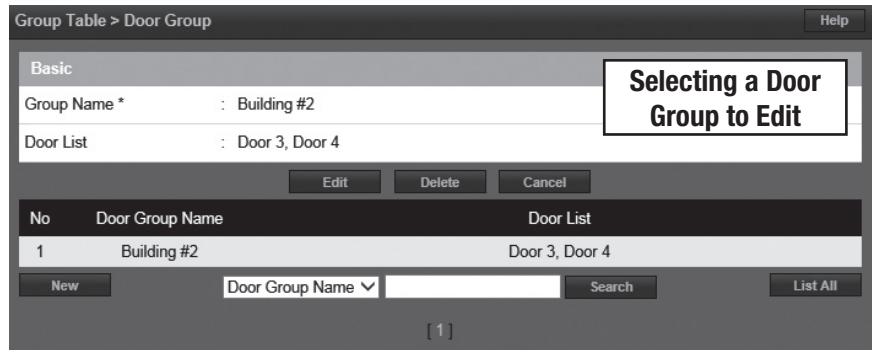 Group Table > Door Group
Help
Basic
Selecting a Door
Group to Edit
Group Name * : Building #2
Door List : Door 3, Door 4
Edit Delete Cancel
No Door Group Name Door List
1 Building #2 Door 3, Door 4
New Door Group Name Search List All
[ 1 ]